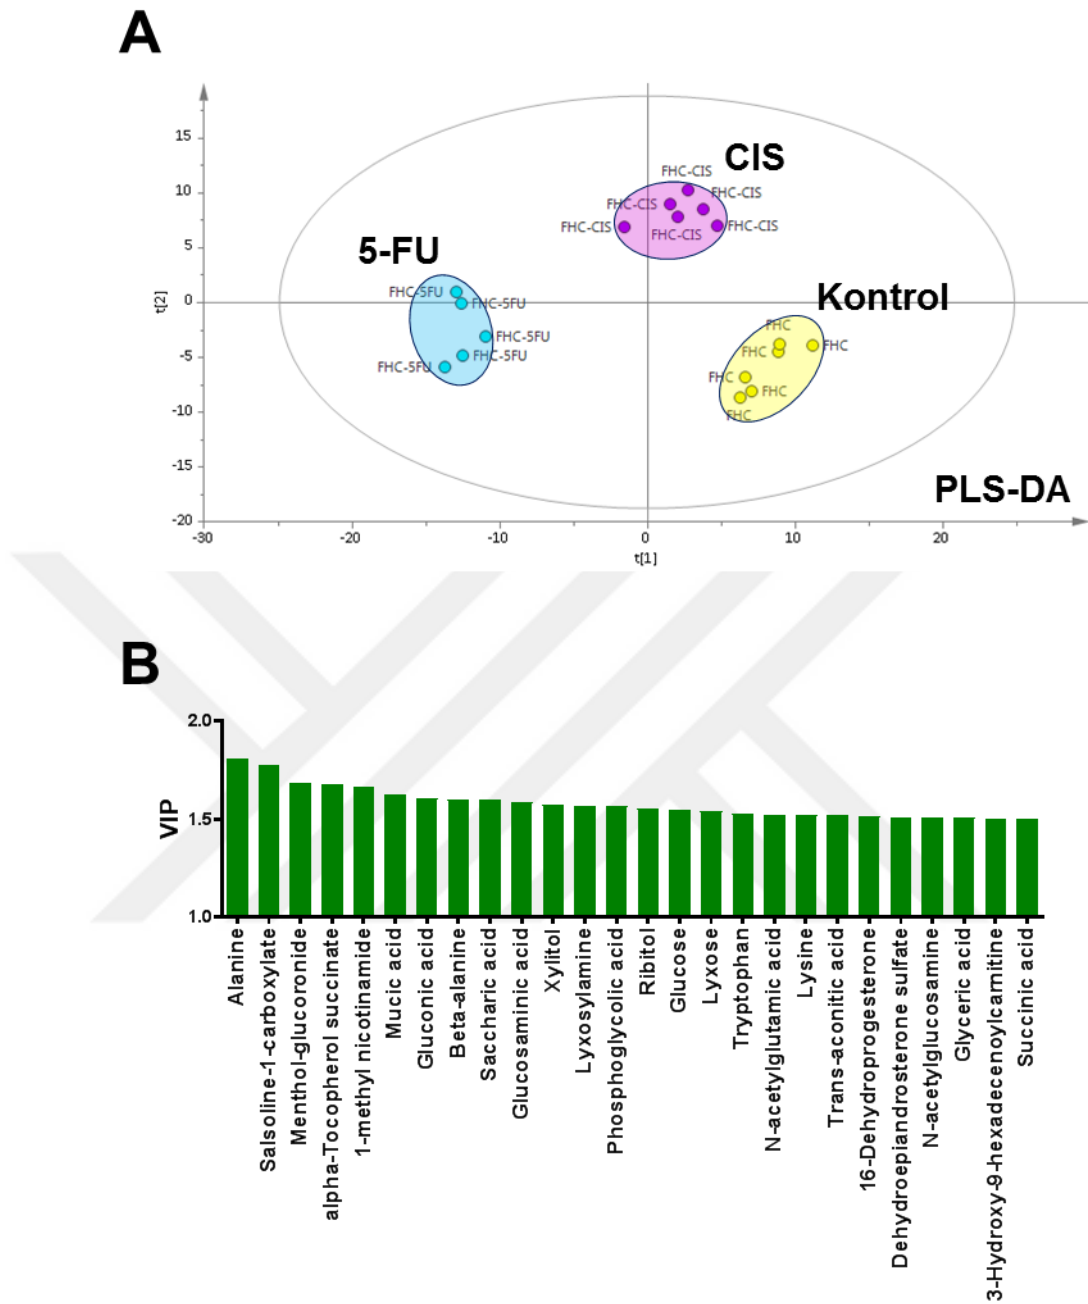 A
CIS
FHC-CIS
FHC-CIS
FHC-CIS
FHC-CIS
FHC-CIS
FHC-CIS
5-FU
FHC-5FU
FHC-5FU
FHC-5FU
FHC-5FU
FHC-5FU
Kontrol
FHC
FHC
FHC
FHC
FHC
FHC
PLS-DA
15
10
5
0
-5
-10
-15
-20
t[2]
-30
-20
-10
0
10
20
t[1]
B
2.0
1.5
1.0
VIP
Alanine
Salsoline-1-carboxylate
Menthol-glucoronide
alpha-Tocopherol succinate
1-methyl nicotinamide
Mucic acid
Gluconic acid
Beta-alanine
Saccharic acid
Glucosaminic acid
Xylitol
Lyxosylamine
Phosphoglycolic acid
Ribitol
Glucose
Lyxose
Tryptophan
N-acetylglutamic acid
Lysine
Trans-aconitic acid
16-Dehydroprogesterone
Dehydroepiandrosterone sulfate
N-acetylglucosamine
Glyceric acid
3-Hydroxy-9-hexadecenoylcarnitine
Succinic acid